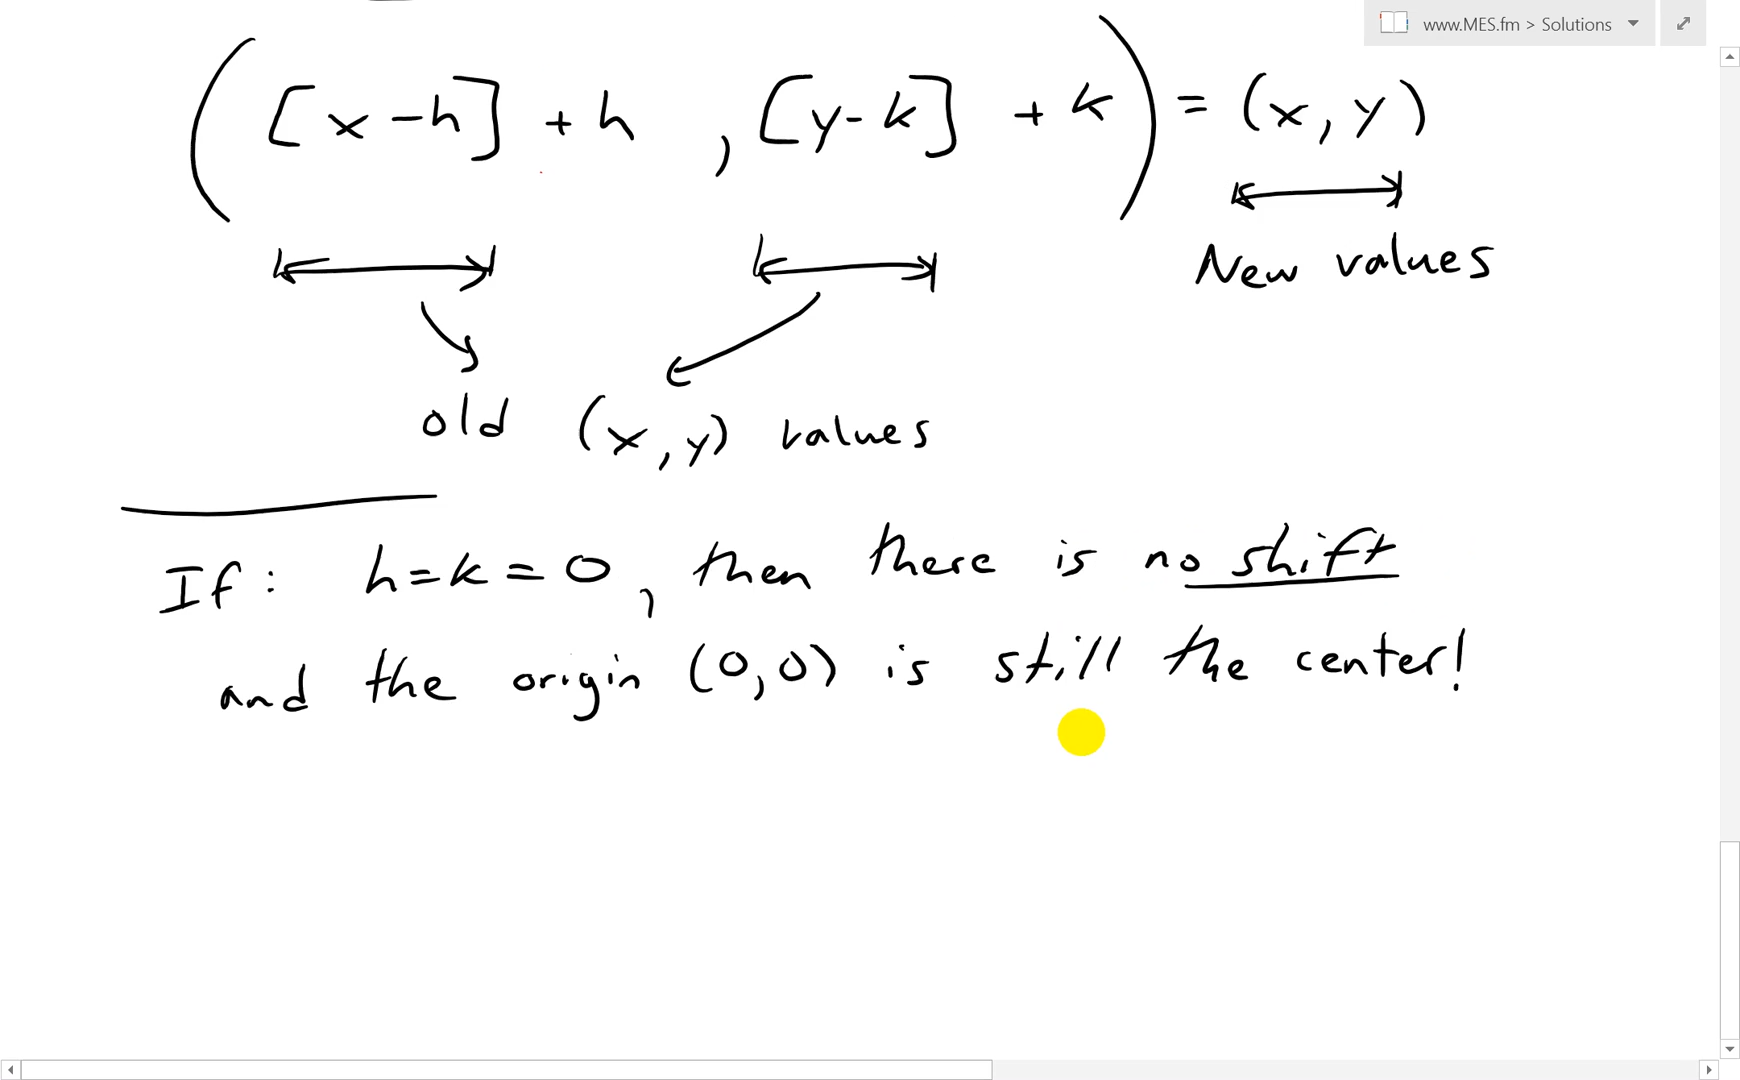 www.MES.fm > Solutions
([x-h] + h , [y-k] + k) = (x, y)
New values
old (x, y) values
If: h = k = 0, then there is no shift
and the origin (0,0) is still the center!